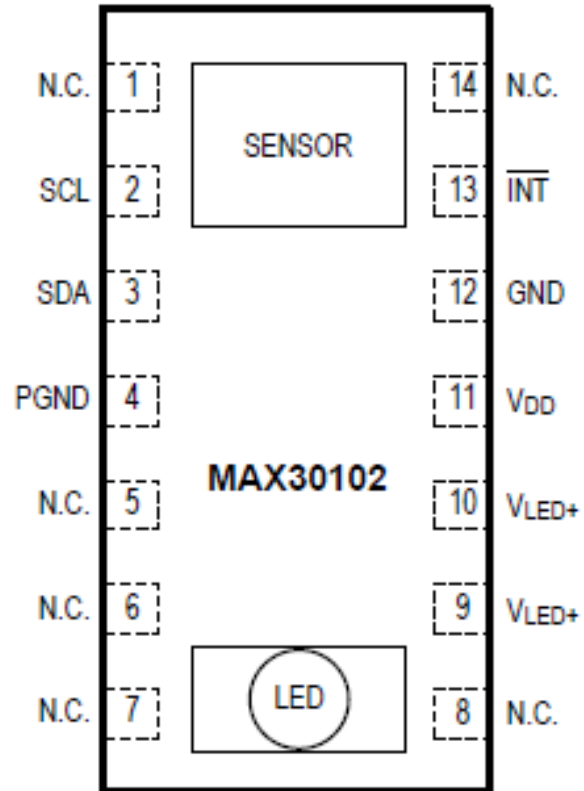 N.C. 1 14 N.C.
SENSOR
SCL 2 13 INT
SDA 3 12 GND
PGND 4 11 VDD
MAX30102
N.C. 5 10 VLED+
N.C. 6 9 VLED+
LED
N.C. 7 8 N.C.